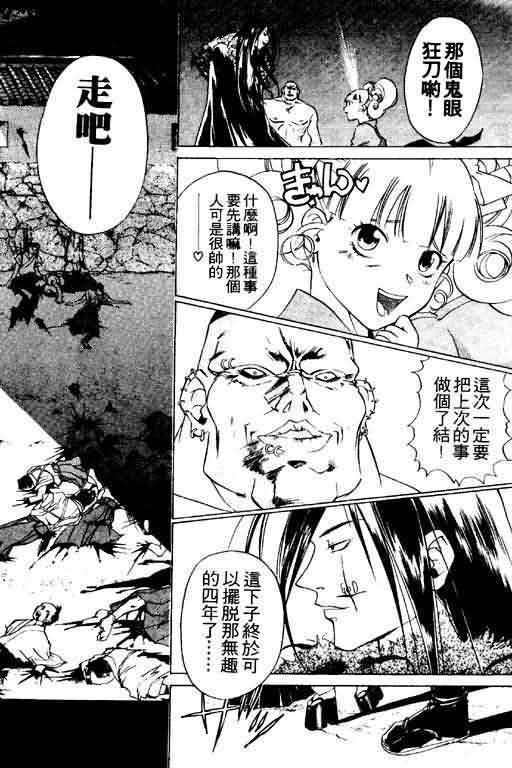 那個鬼眼
狂刀喲！
ぎゃん♡
什麼啊！這種事
要先講嘛！那個
人可是很帥的
♡
這次一定要
把上次的事
做個了結！
這下子終於可
以擺脫那無趣
的四年了……
走吧——